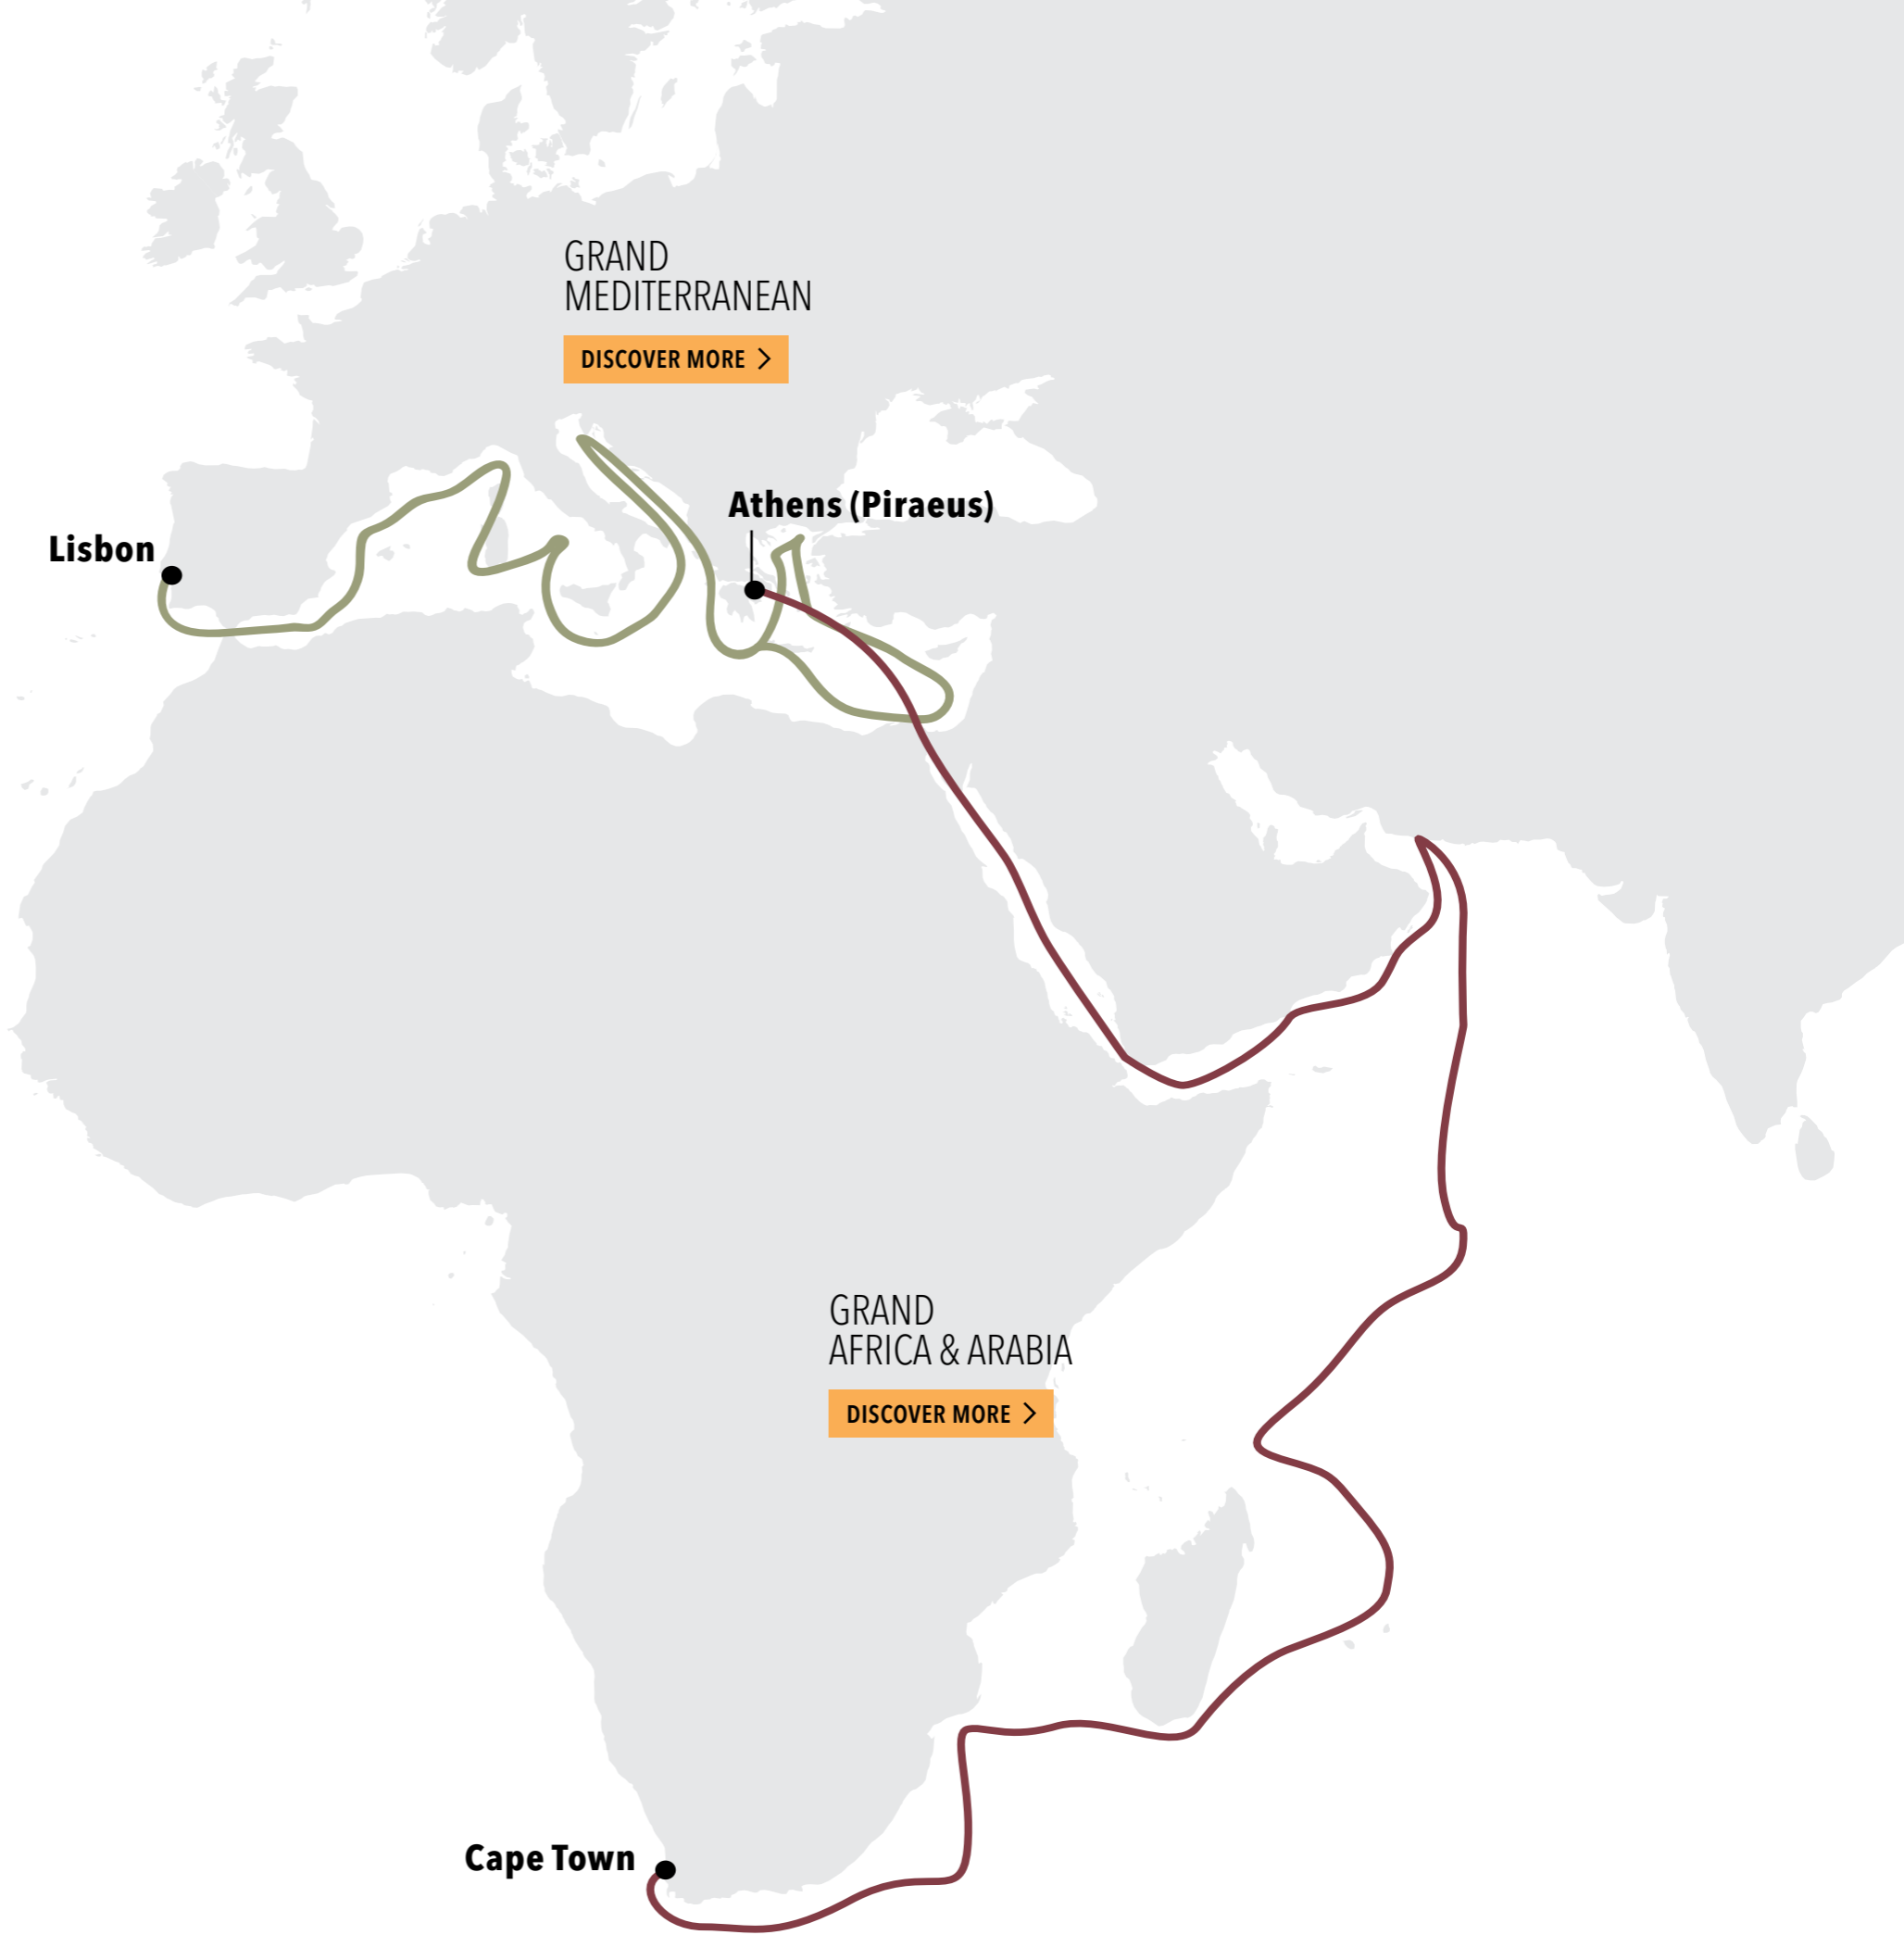 GRAND
MEDITERRANEAN
DISCOVER MORE
Athens (Piraeus)
Lisbon
GRAND
AFRICA & ARABIA
DISCOVER MORE
Cape Town